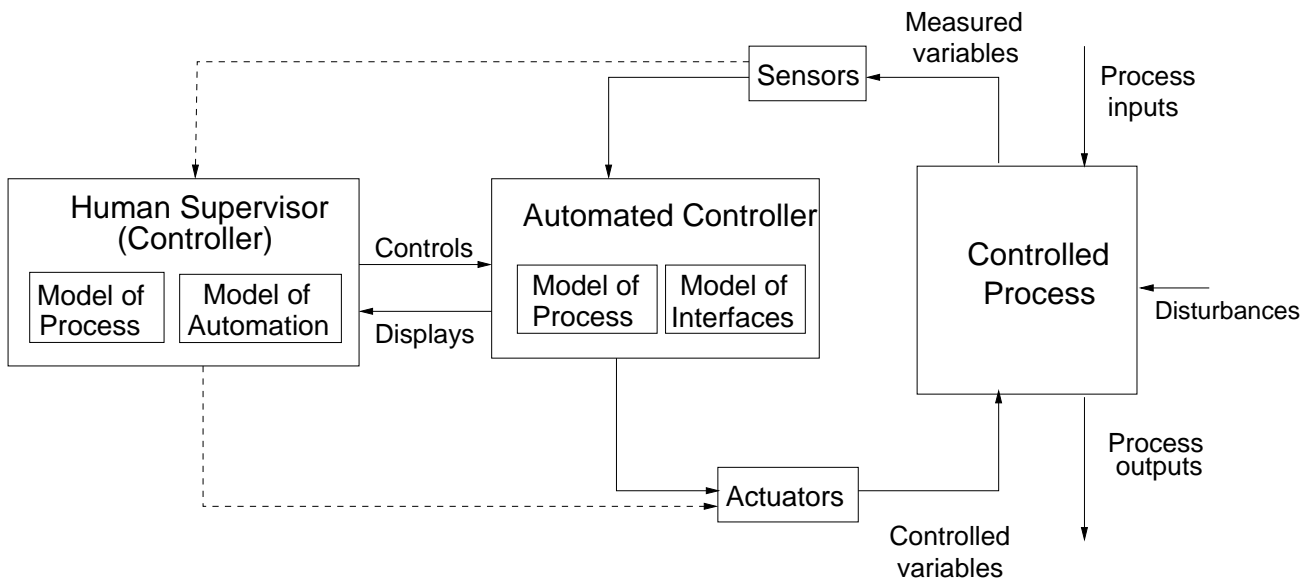 Measured
variables
Sensors
Process
inputs
Human Supervisor
(Controller)
Model of
Process
Model of
Automation
Controls
Displays
Automated Controller
Model of
Process
Model of
Interfaces
Controlled
Process
Disturbances
Actuators
Process
outputs
Controlled
variables